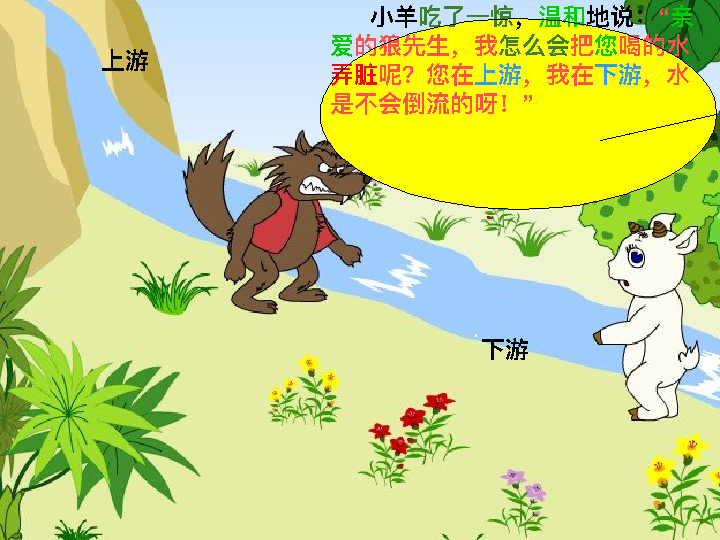 小羊吃了一惊，温和地说：“亲
爱的狼先生，我怎么会把您喝的水
弄脏呢？您在上游，我在下游，水
是不会倒流的呀！”
上游
下游